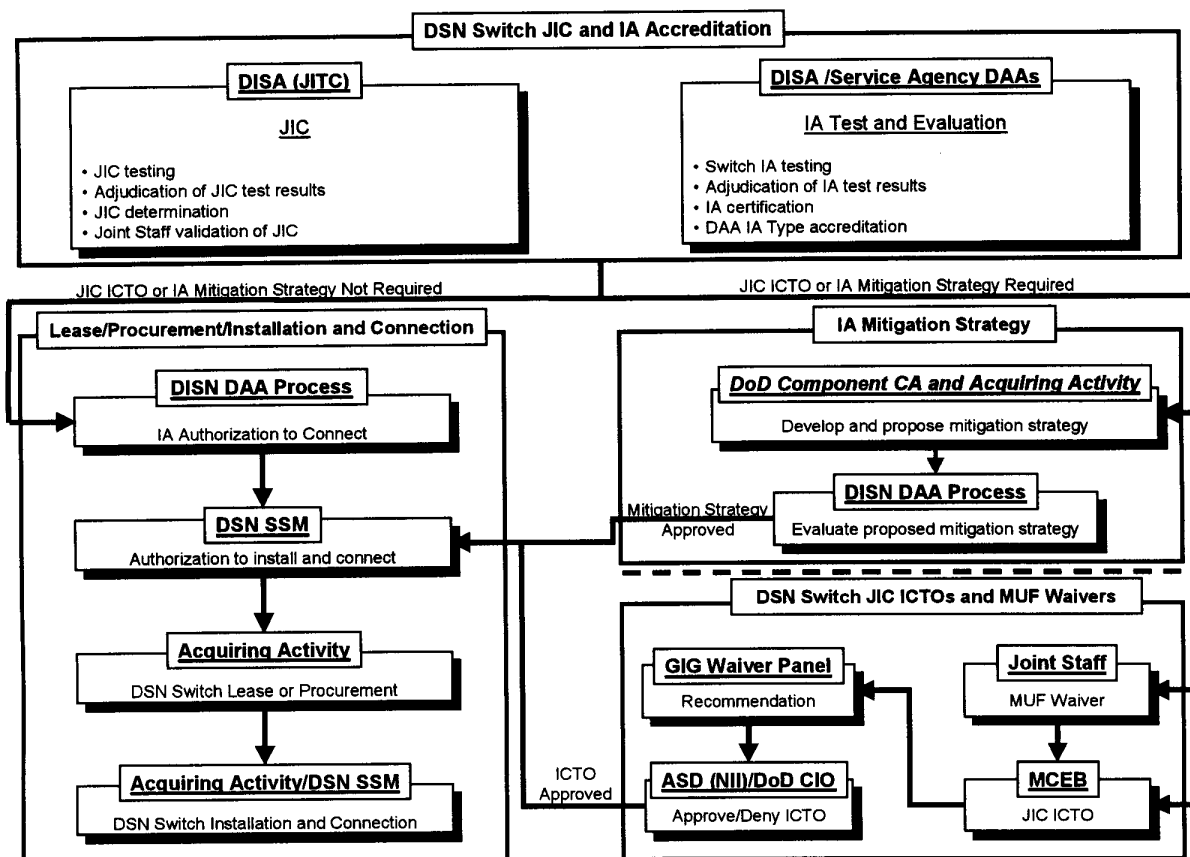 DSN Switch JIC and IA Accreditation
DISA (JITC)
JIC
• JIC testing
• Adjudication of JIC test results
• JIC determination
• Joint Staff validation of JIC
DISA /Service Agency DAAs
IA Test and Evaluation
• Switch IA testing
• Adjudication of IA test results
• IA certification
• DAA IA Type accreditation
JIC ICTO or IA Mitigation Strategy Not Required
JIC ICTO or IA Mitigation Strategy Required
Lease/Procurement/Installation and Connection
DISN DAA Process
IA Authorization to Connect
DSN SSM
Authorization to install and connect
Acquiring Activity
DSN Switch Lease or Procurement
Acquiring Activity/DSN SSM
DSN Switch Installation and Connection
IA Mitigation Strategy
DoD Component CA and Acquiring Activity
Develop and propose mitigation strategy
DISN DAA Process
Evaluate proposed mitigation strategy
Mitigation Strategy
Approved
DSN Switch JIC ICTOs and MUF Waivers
GIG Waiver Panel
Recommendation
Joint Staff
MUF Waiver
ASD (NII)/DoD CIO
Approve/Deny ICTO
MCEB
JIC ICTO
ICTO
Approved